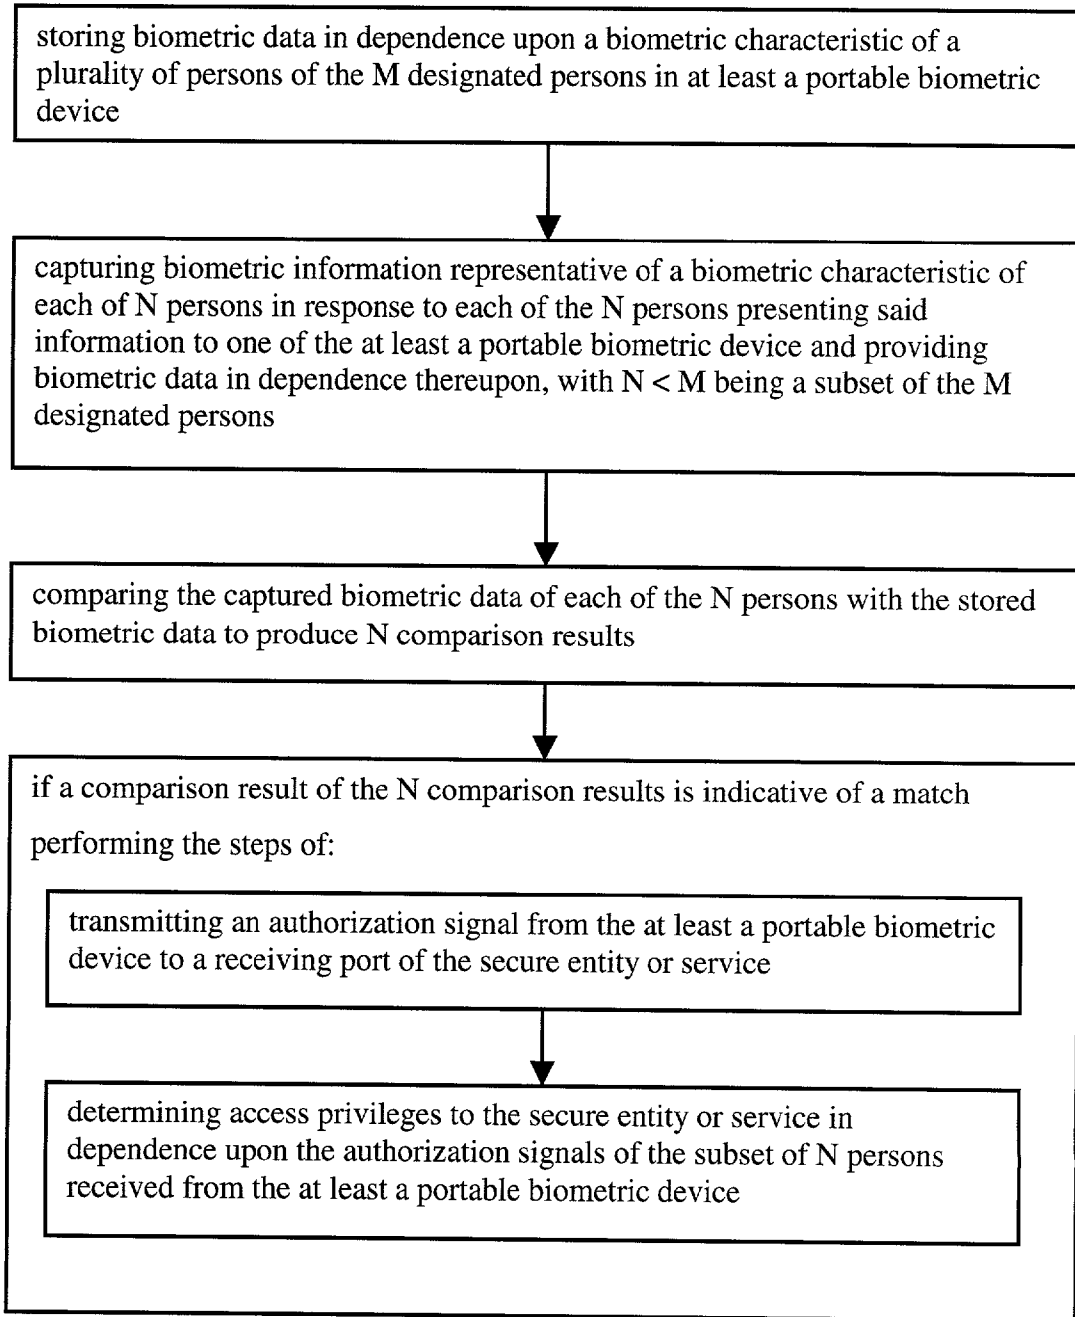 storing biometric data in dependence upon a biometric characteristic of a
plurality of persons of the M designated persons in at least a portable biometric
device
capturing biometric information representative of a biometric characteristic of
each of N persons in response to each of the N persons presenting said
information to one of the at least a portable biometric device and providing
biometric data in dependence thereupon, with N < M being a subset of the M
designated persons
comparing the captured biometric data of each of the N persons with the stored
biometric data to produce N comparison results
if a comparison result of the N comparison results is indicative of a match
performing the steps of:
transmitting an authorization signal from the at least a portable biometric
device to a receiving port of the secure entity or service
determining access privileges to the secure entity or service in
dependence upon the authorization signals of the subset of N persons
received from the at least a portable biometric device